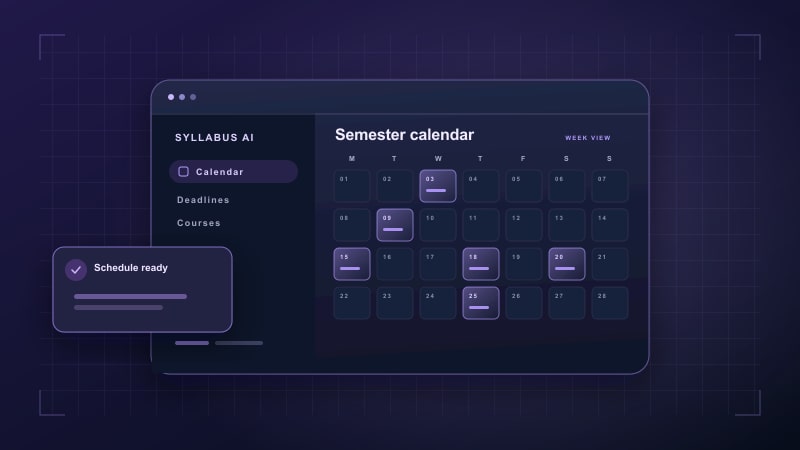 SYLLABUS AI
Calendar
Deadlines
Courses
Schedule ready
Semester calendar
WEEK VIEW
M T W T F S S
01 02 03 04 05 06 07
08 09 10 11 12 13 14
15 16 17 18 19 20 21
22 23 24 25 26 27 28